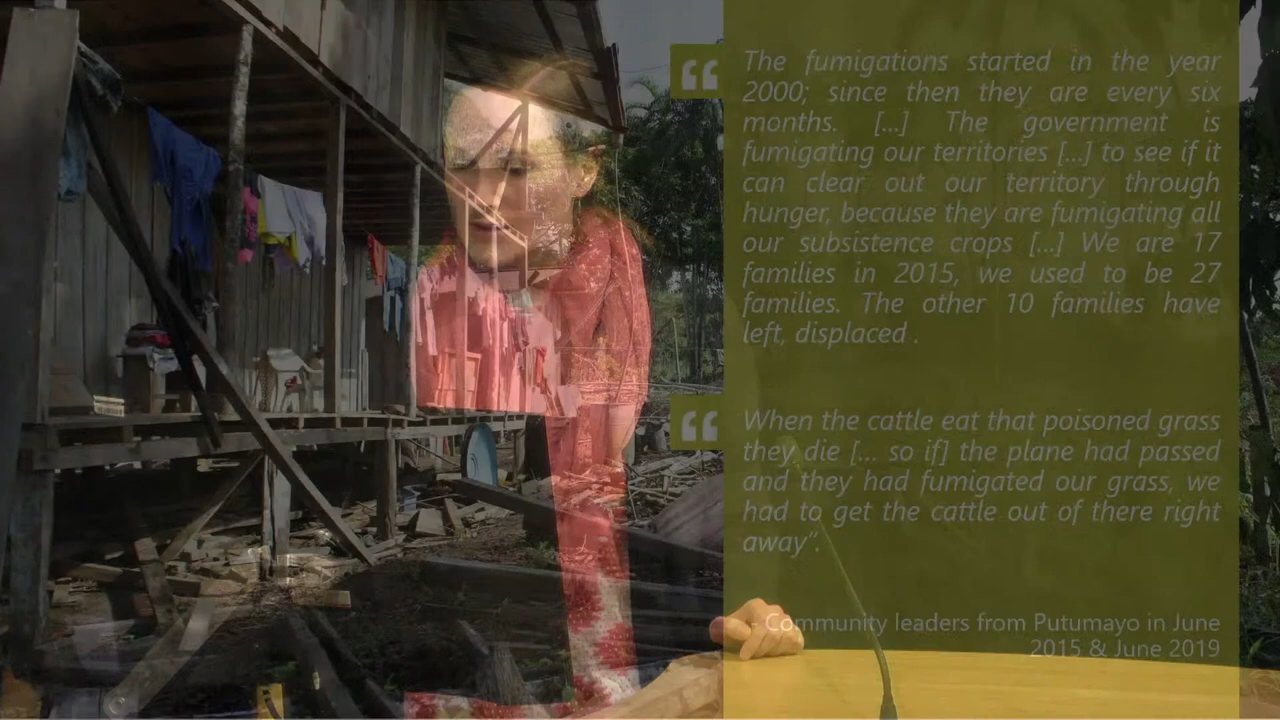 “ The fumigations started in the year
2000; since then they are every six
months. [...] The government is
fumigating our territories [...] to see if it
can clear out our territory through
hunger, because they are fumigating all
our subsistence crops [...] We are 17
families in 2015, we used to be 27
families. The other 10 families have
left, displaced .
“ When the cattle eat that poisoned grass
they die [... so if] the plane had passed
and they had fumigated our grass, we
had to get the cattle out of there right
away”.
Community leaders from Putumayo in June
2015 & June 2019